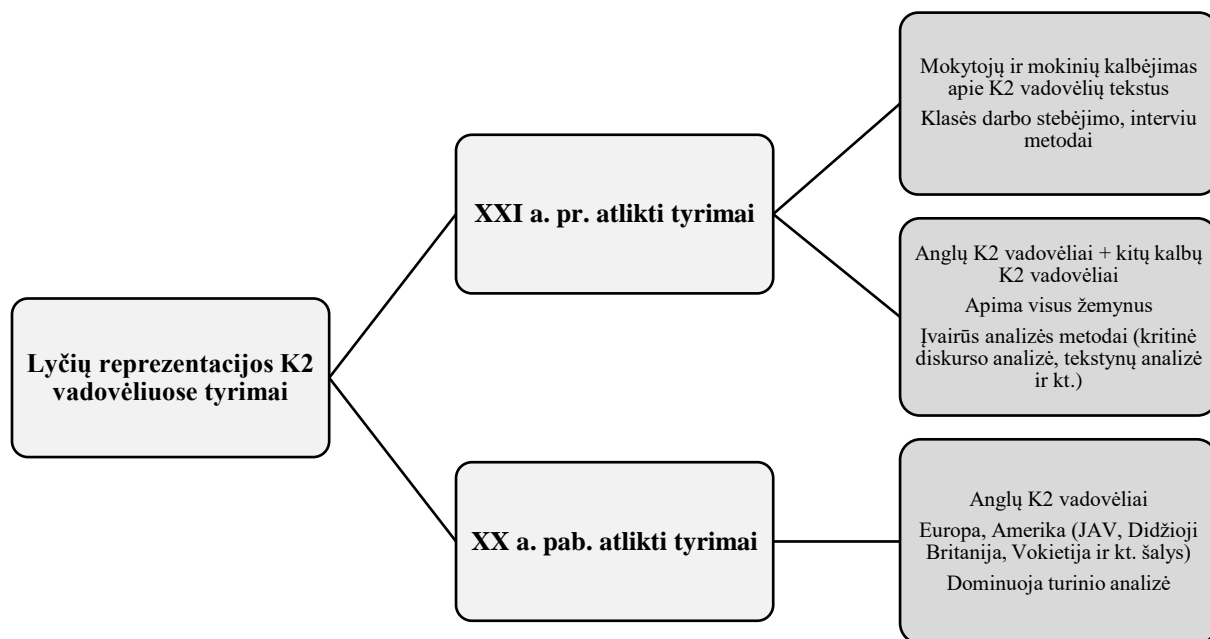 Lyčių reprezentacijos K2
vadovėliuose tyrimai
XXI a. pr. atlikti tyrimai
Mokytojų ir mokinių kalbėjimas
apie K2 vadovėlių tekstus
Klasės darbo stebėjimo, interviu
metodai
Anglų K2 vadovėliai + kitų kalbų
K2 vadovėliai
Apima visus žemynus
Įvairūs analizės metodai (kritinė
diskurso analizė, tekstynų analizė
ir kt.)
XX a. pab. atlikti tyrimai
Anglų K2 vadovėliai
Europa, Amerika (JAV, Didžioji
Britanija, Vokietija ir kt. šalys)
Dominuoja turinio analizė